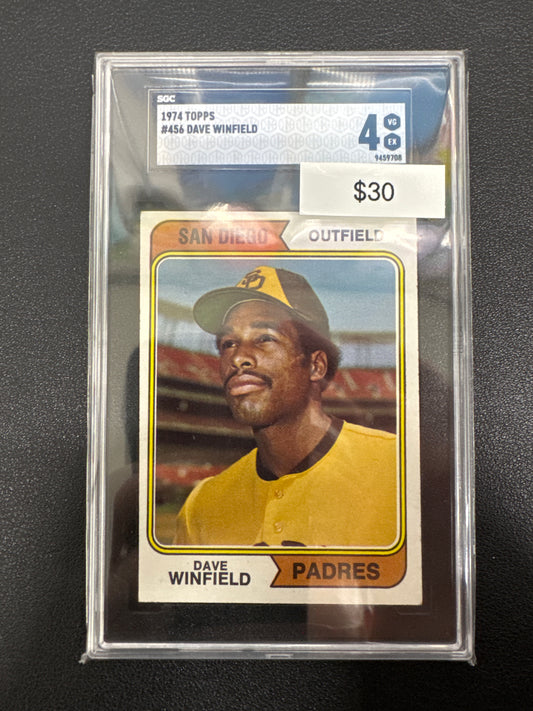 SGC
1974 TOPPS
#456 DAVE WINFIELD
4
VG
EX
9459708
$30
SAN DIEGO
OUTFIELD
SD
DAVE
WINFIELD
PADRES